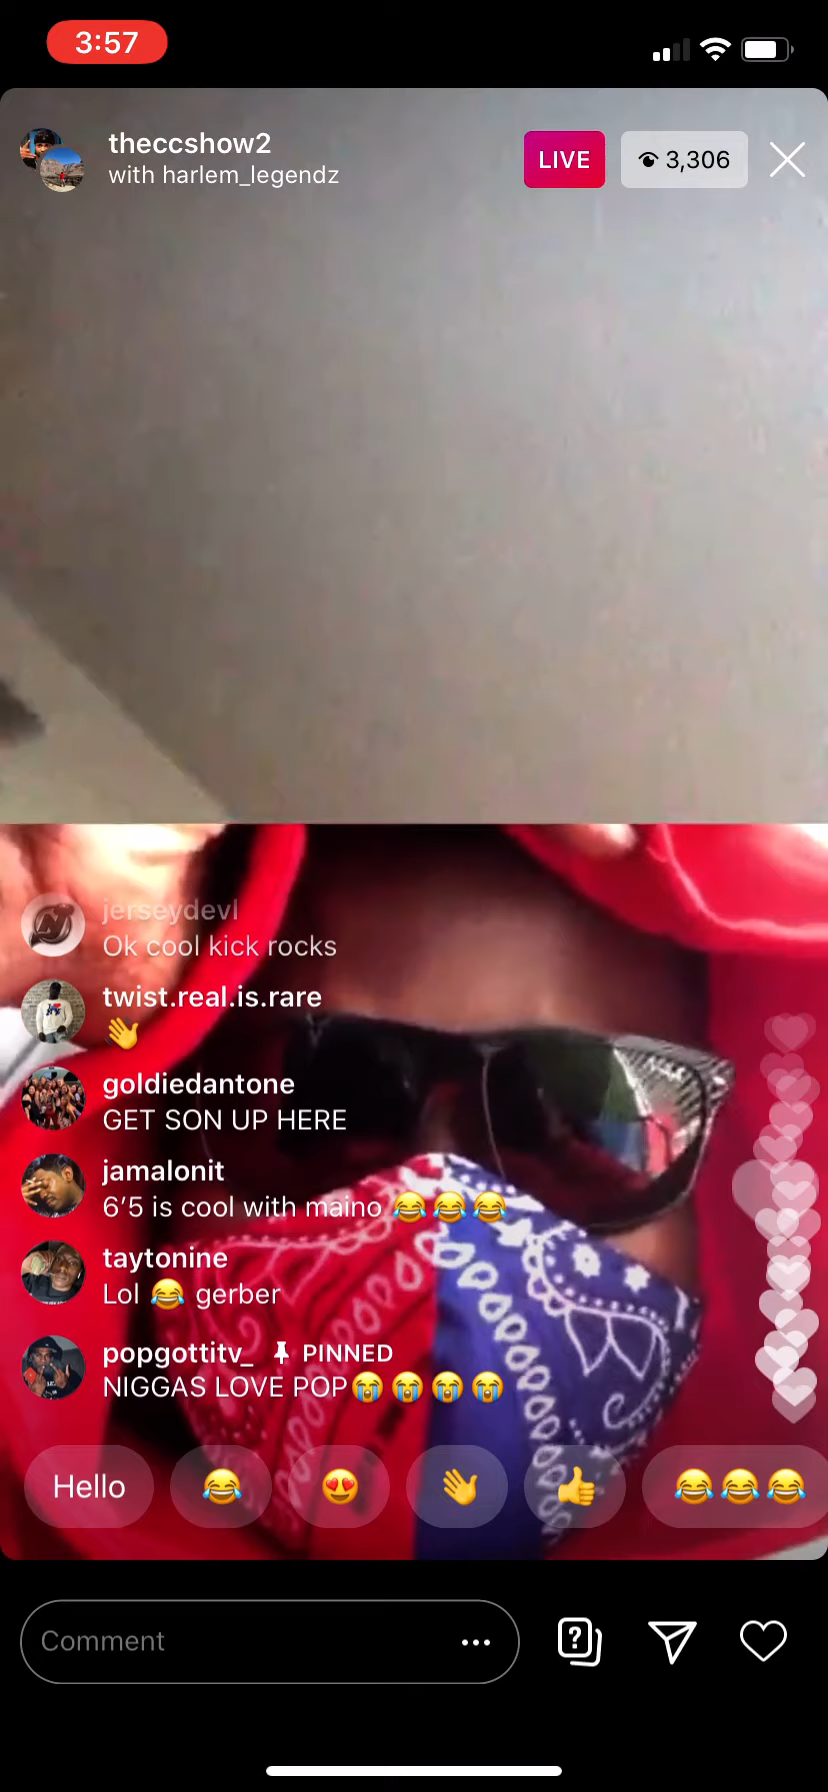 3:57
theccshow2
with harlem_legendz
LIVE
3,306
jerseydevl
Ok cool kick rocks
twist.real.is.rare
👋
goldiedantone
GET SON UP HERE
jamalonit
6’5 is cool with maino 😂😂😂
taytonine
Lol 😂 gerber
popgottitv_ PINNED
NIGGAS LOVE POP😭😭😭😭
Hello 😂 😍 👋 👍 😂😂😂
Comment